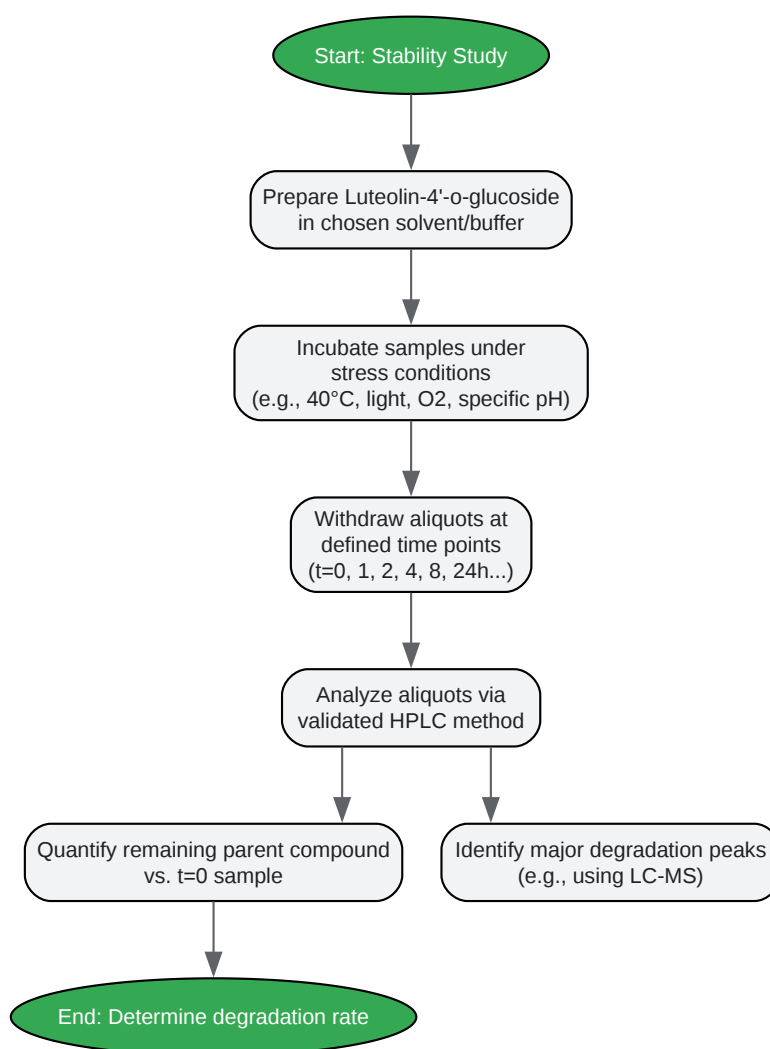 Start: Stability Study
Prepare Luteolin-4'-o-glucoside
in chosen solvent/buffer
Incubate samples under
stress conditions
(e.g., 40°C, light, O2, specific pH)
Withdraw aliquots at
defined time points
(t=0, 1, 2, 4, 8, 24h...)
Analyze aliquots via
validated HPLC method
Quantify remaining parent compound
vs. t=0 sample
Identify major degradation peaks
(e.g., using LC-MS)
End: Determine degradation rate